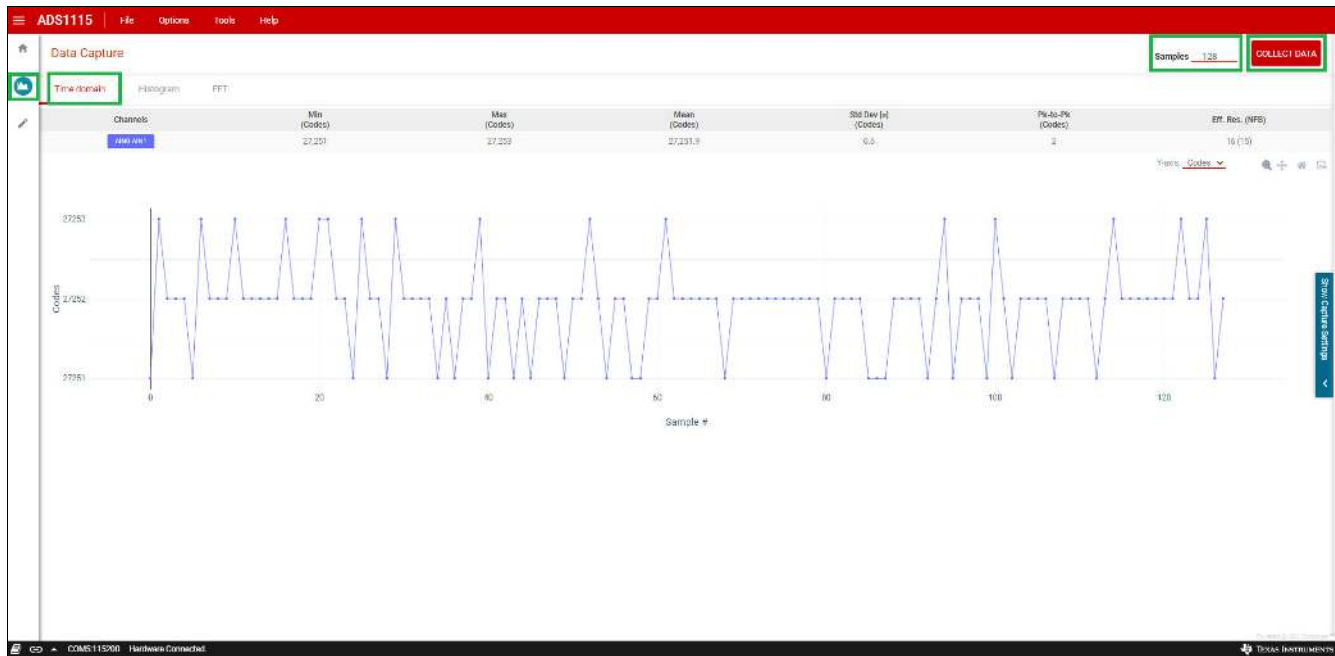 ADS1115 File Options Tools Help
Data Capture
Samples 128 COLLECT DATA
Time domain Histogram FFT
Channels Min (Codes) Max (Codes) Mean (Codes) Std Dev [σ] (Codes) Pk-to-Pk (Codes) Eff. Res. (NFB)
AIN0-AIN1 27,251 27,253 27,251.9 0.6 2 16 (15)
Y-axis Codes
27253
27252
27251
Codes
0 20 40 60 80 100 120
Sample #
Show Capture Settings
COM5:115200 Hardware Connected.
TEXAS INSTRUMENTS